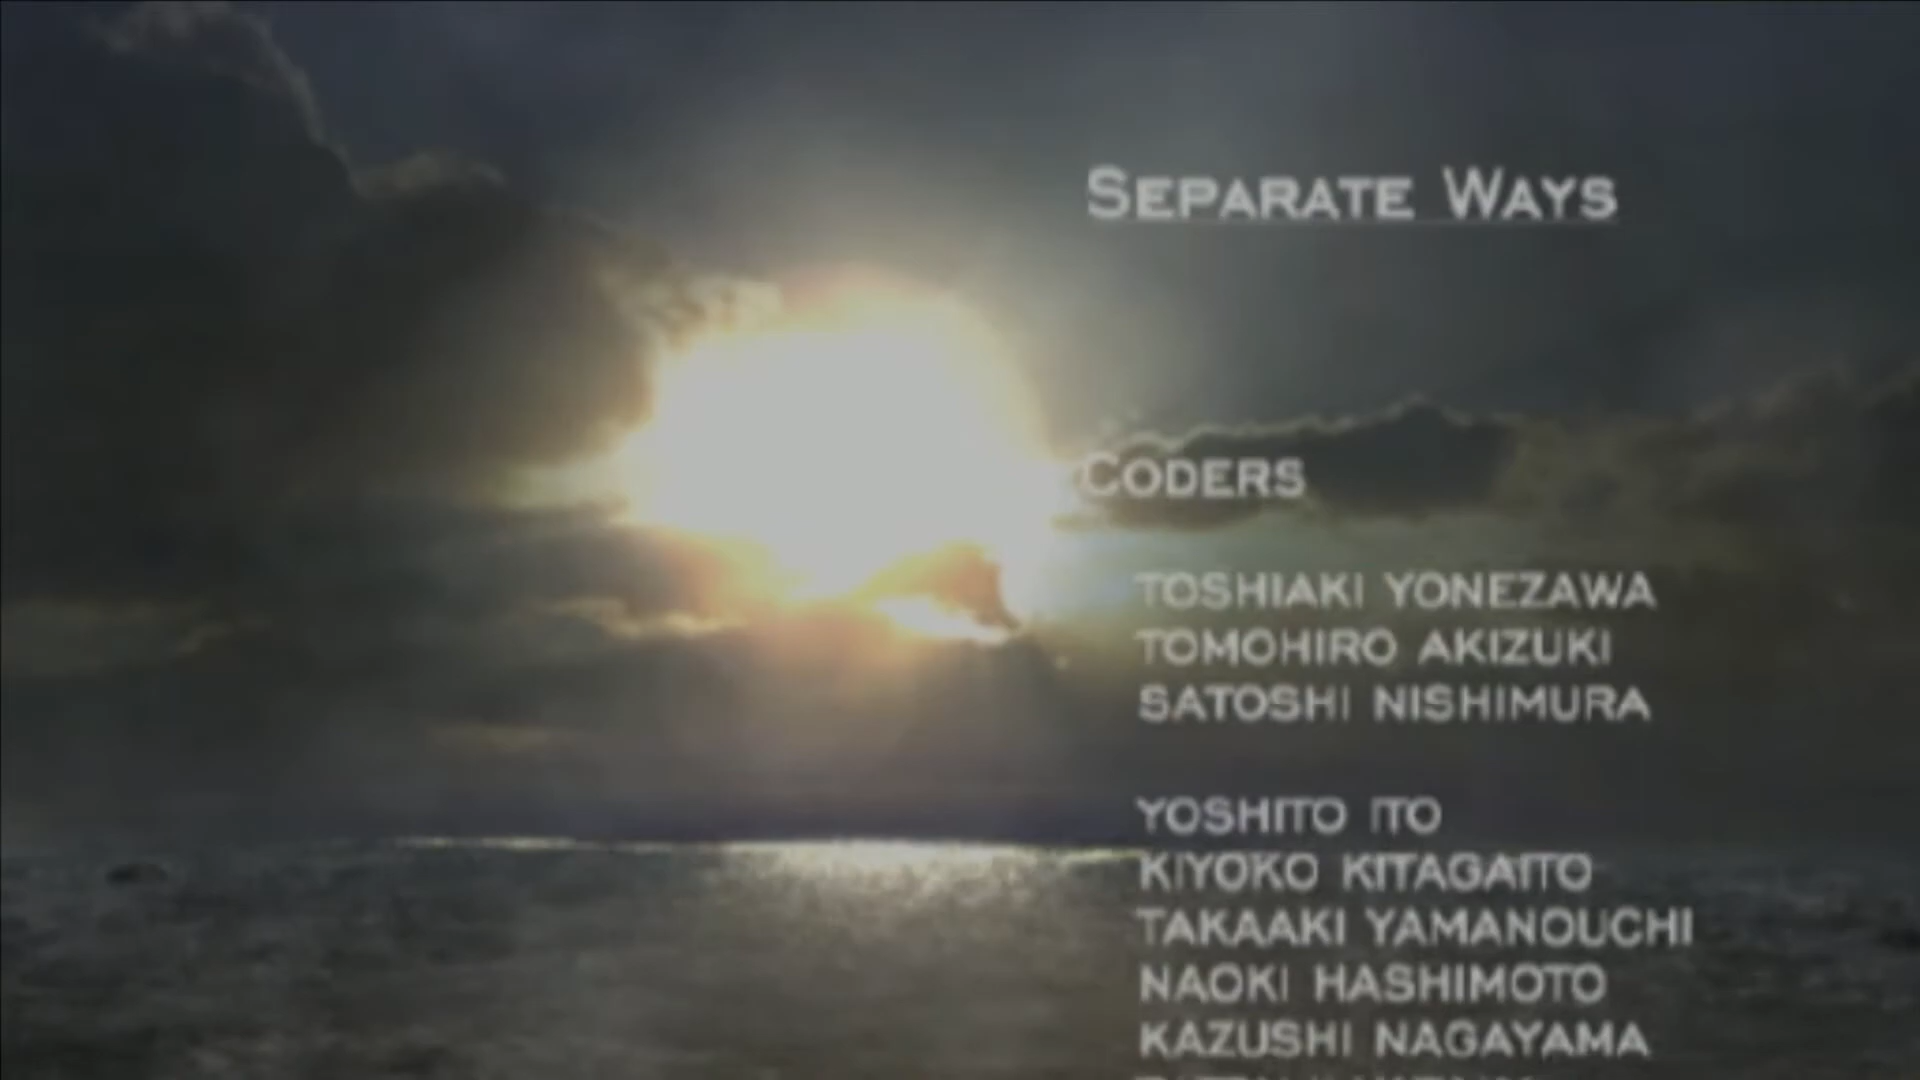 SEPARATE WAYS
CODERS
TOSHIAKI YONEZAWA
TOMOHIRO AKIZUKI
SATOSHI NISHIMURA
YOSHITO ITO
KIYOKO KITAGAITO
TAKAAKI YAMANOUCHI
NAOKI HASHIMOTO
KAZUSHI NAGAYAMA